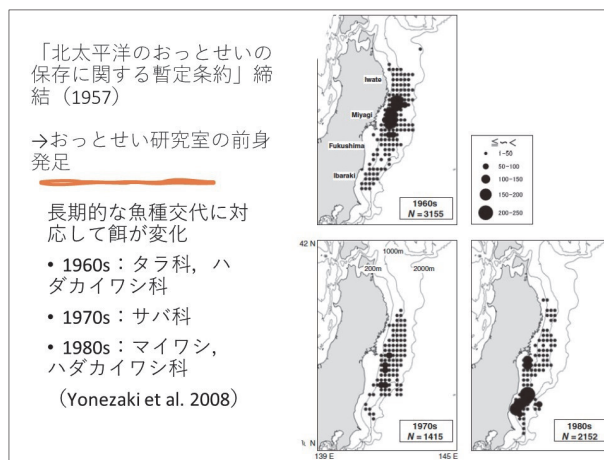 「北太平洋のおっとせいの
保存に関する暫定条約」締
結（1957）
→おっとせい研究室の前身
発足
長期的な魚種交代に対
応して餌が変化
• 1960s：タラ科，ハ
ダカイワシ科
• 1970s：サバ科
• 1980s：マイワシ，
ハダカイワシ科
（Yonezaki et al. 2008）
Iwate
Miyagi
Fukushima
Ibaraki
1960s
N = 3155
≦〜<
1-50
50-100
100-150
150-200
200-250
42 N
1000m
200m
2000m
N
139 E
145 E
1970s
N = 1415
1980s
N = 2152